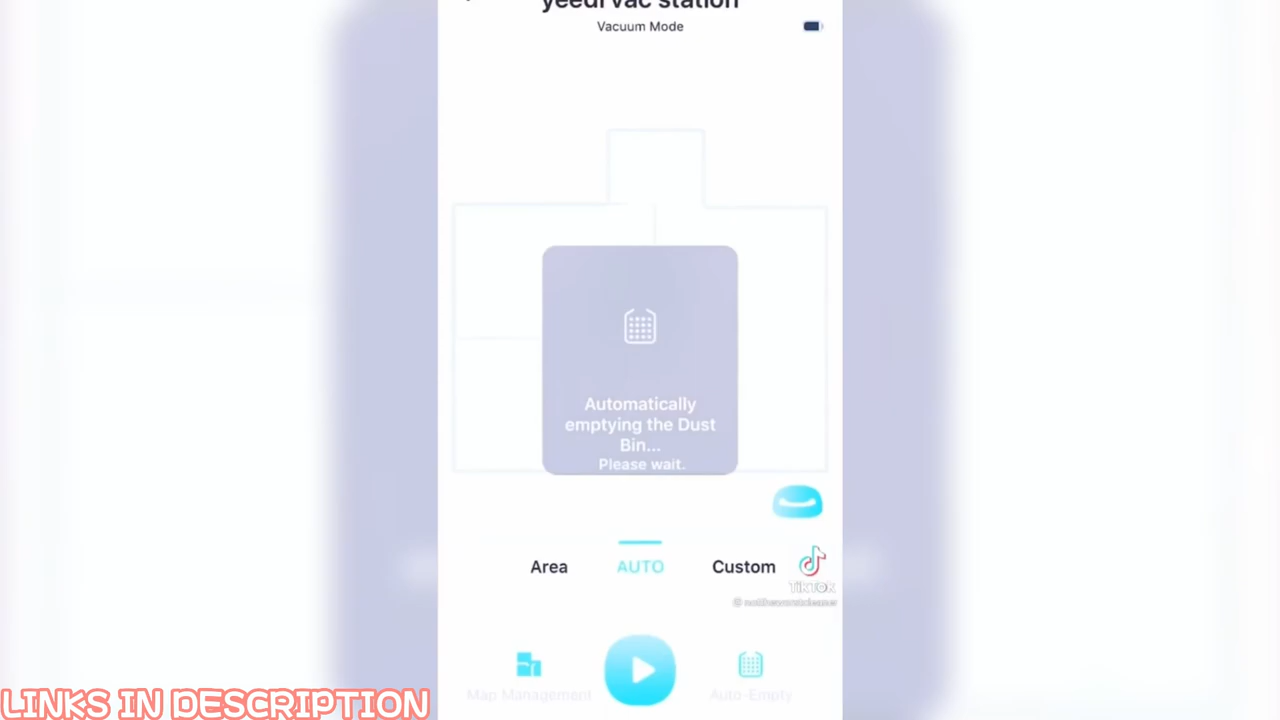 yeedi vac station
Vacuum Mode
Automatically
emptying the Dust
Bin...
Please wait.
Area
AUTO
Custom
TikTok
Map Management
Auto-Empty
LINKS IN DESCRIPTION